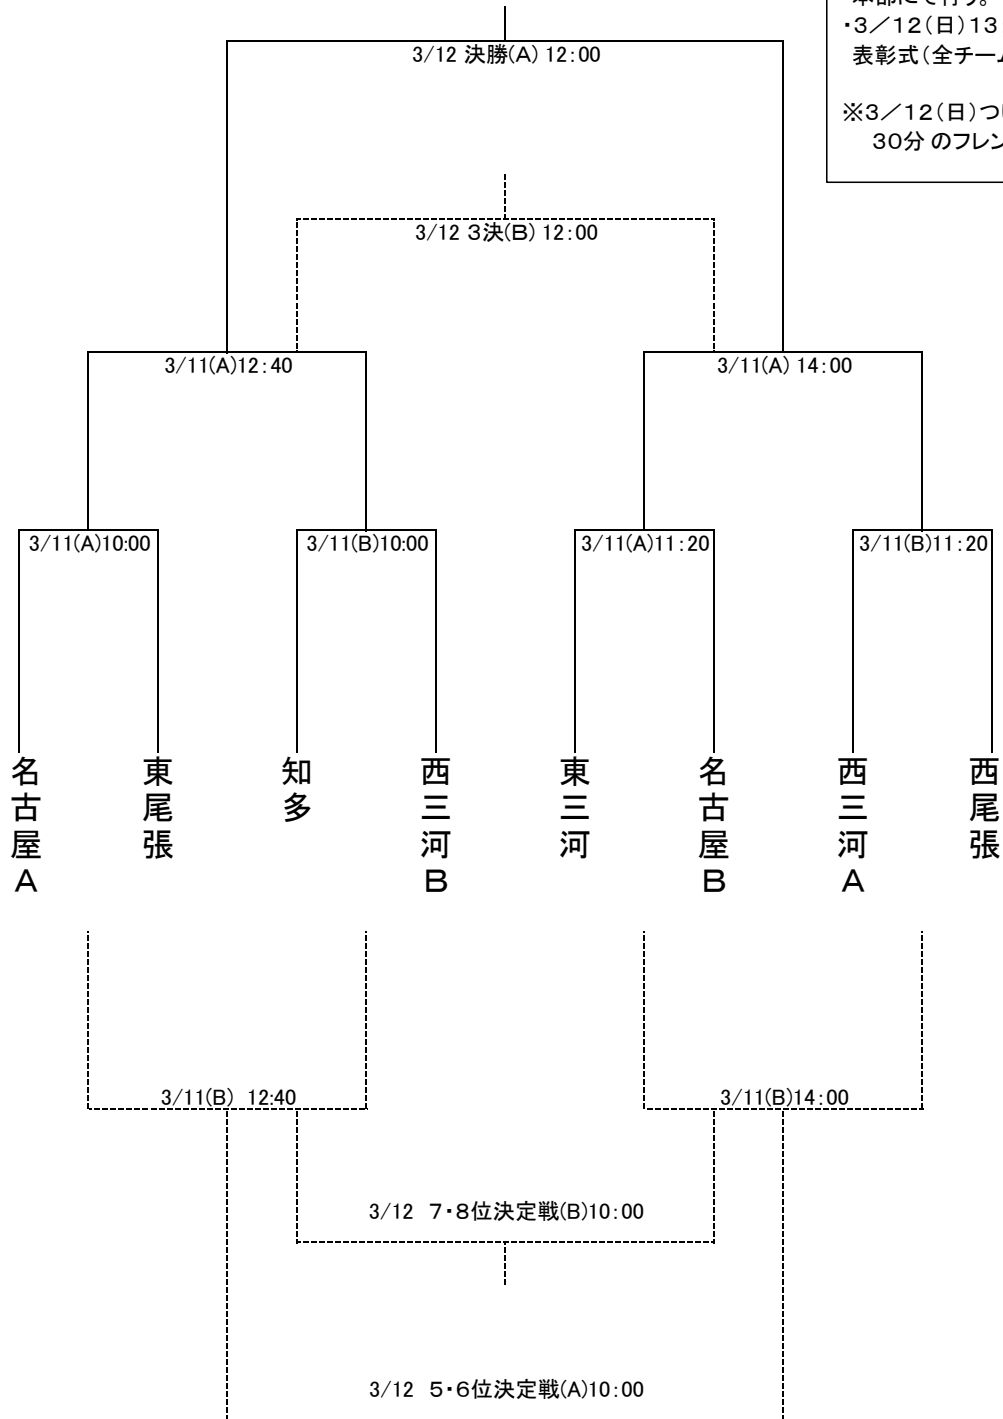 本部にて行う。
・3／12（日）13
表彰式（全チーム
※3／12（日）つ
30分 のフレン
3/12 決勝(A) 12:00
3/12 3決(B) 12:00
3/11(A)12:40
3/11(A) 14:00
3/11(A)10:00
3/11(B)10:00
3/11(A)11:20
3/11(B)11:20
名古屋A
東尾張
知多
西三河B
東三河
名古屋B
西三河A
西尾張
3/11(B) 12:40
3/11(B)14:00
3/12 7・8位決定戦(B)10:00
3/12 5・6位決定戦(A)10:00